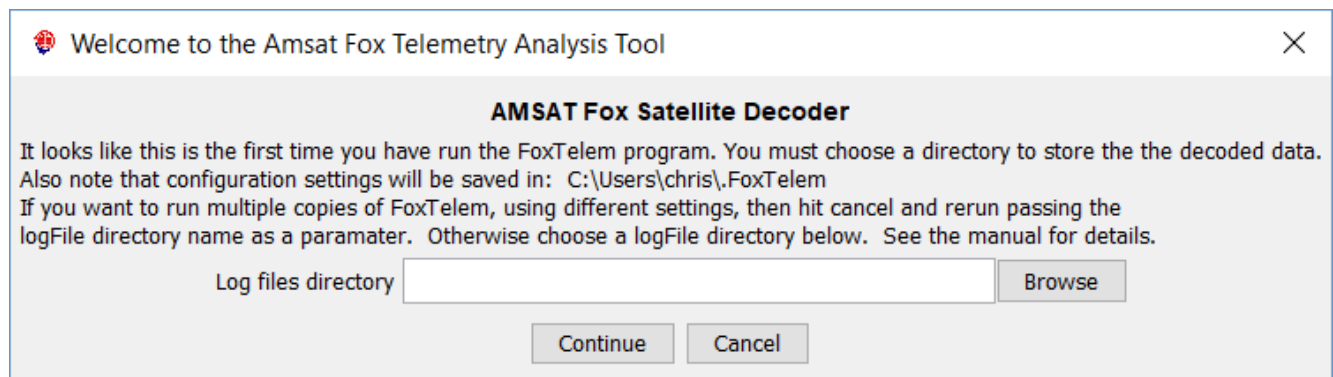 Welcome to the Amsat Fox Telemetry Analysis Tool
AMSAT Fox Satellite Decoder
It looks like this is the first time you have run the FoxTelem program. You must choose a directory to store the the decoded data.
Also note that configuration settings will be saved in:  C:\Users\chris\.FoxTelem
If you want to run multiple copies of FoxTelem, using different settings, then hit cancel and rerun passing the
logFile directory name as a paramater.  Otherwise choose a logFile directory below.  See the manual for details.
Log files directory Browse
Continue Cancel